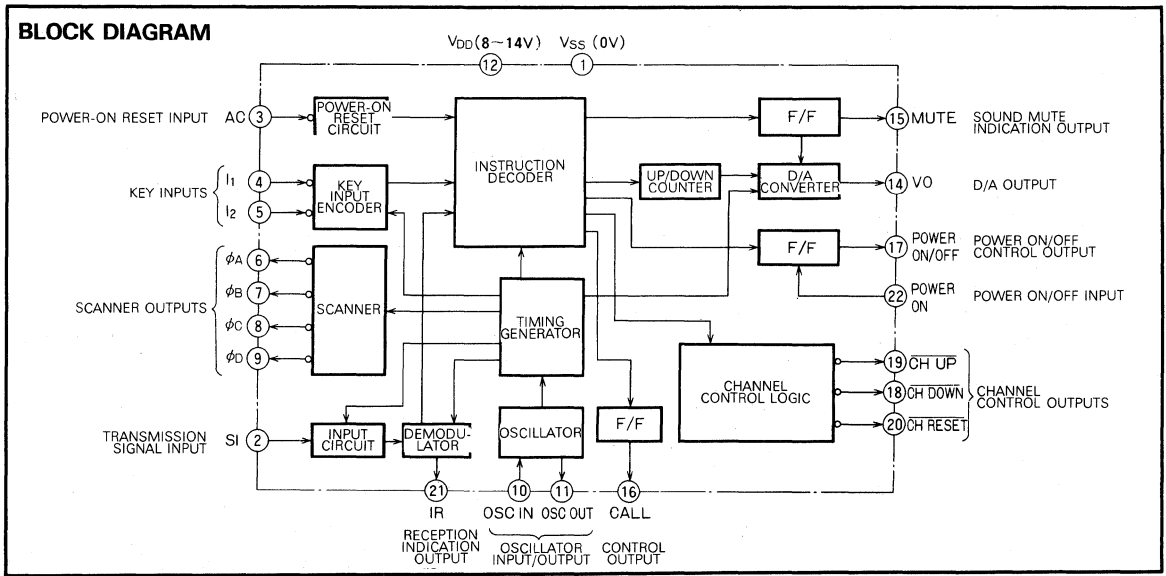 BLOCK DIAGRAM
VDD (8~14V)
VSS (0V)
12
1
POWER-ON RESET INPUT
AC
3
POWER-ON
RESET
CIRCUIT
KEY INPUTS
I1
4
I2
5
KEY
INPUT
ENCODER
INSTRUCTION
DECODER
F/F
15
MUTE
SOUND MUTE
INDICATION OUTPUT
UP/DOWN
COUNTER
D/A
CONVERTER
14
VO
D/A OUTPUT
F/F
17
POWER
ON/OFF
POWER ON/OFF
CONTROL OUTPUT
22
POWER
ON
POWER ON/OFF INPUT
SCANNER OUTPUTS
ϕA
6
ϕB
7
ϕC
8
ϕD
9
SCANNER
TIMING
GENERATOR
CHANNEL
CONTROL LOGIC
19
CH UP
18
CH DOWN
20
CH RESET
CHANNEL
CONTROL OUTPUTS
TRANSMISSION
SIGNAL INPUT
SI
2
INPUT
CIRCUIT
DEMODU-
LATOR
OSCILLATOR
F/F
21
10
11
16
IR
OSC IN
OSC OUT
CALL
RECEPTION
INDICATION
OUTPUT
OSCILLATOR
INPUT/OUTPUT
CONTROL
OUTPUT